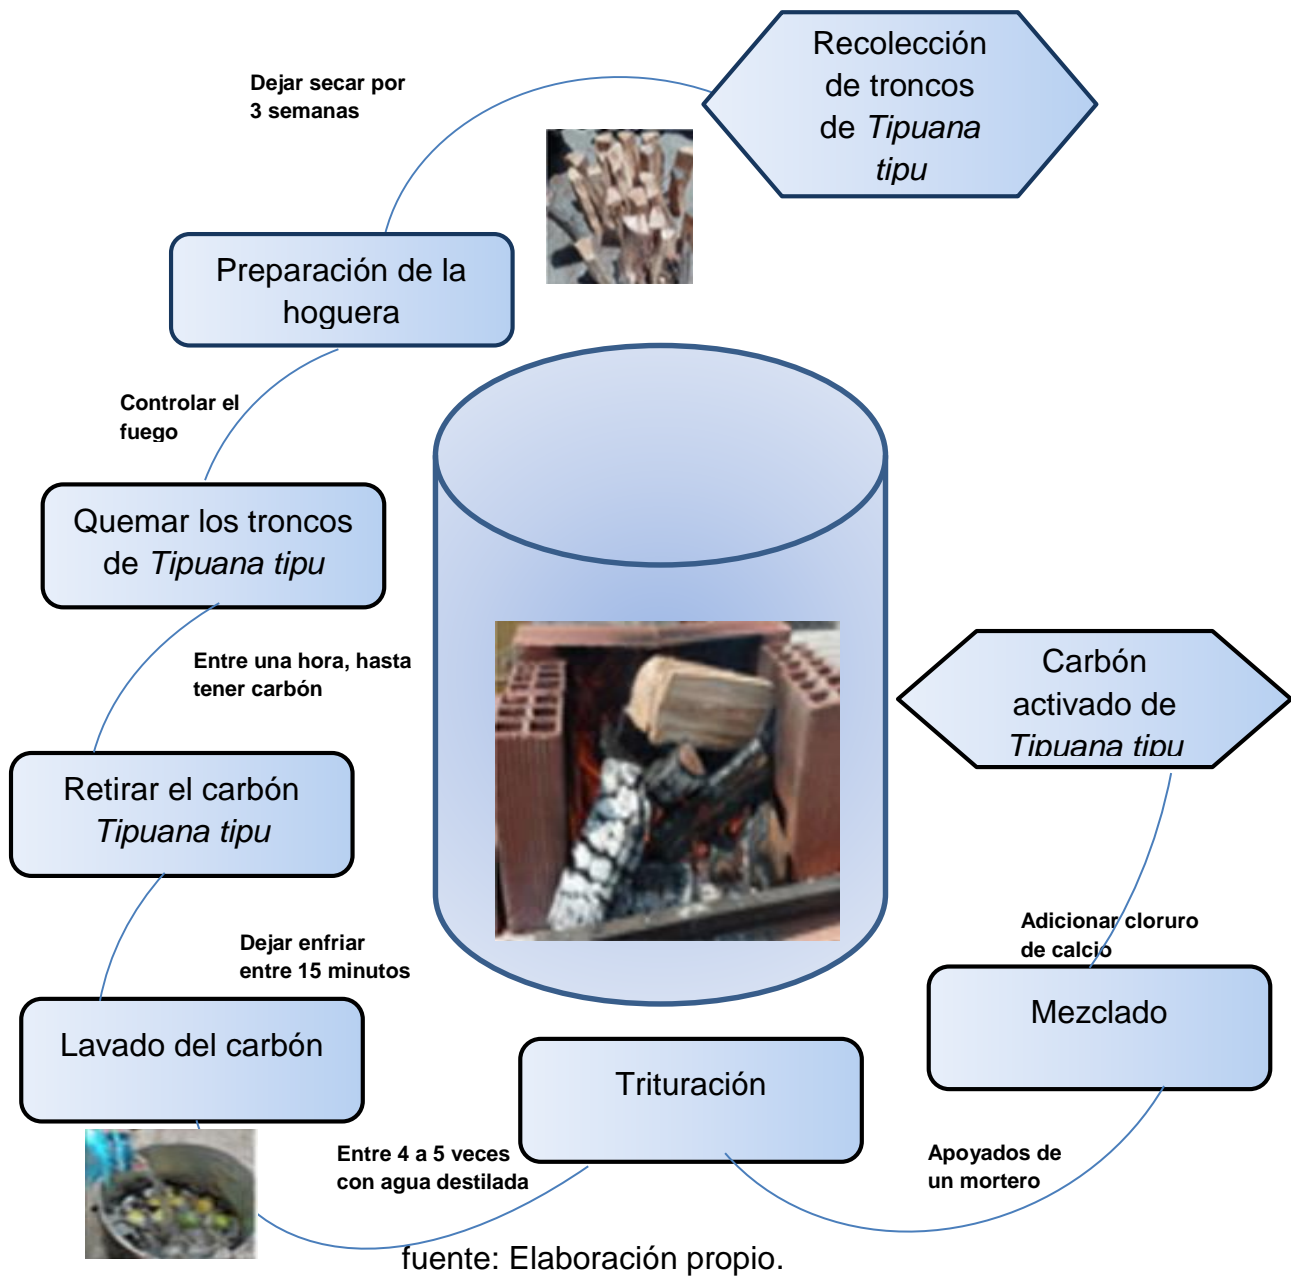 Recolección
de troncos
de Tipuana
tipu
Dejar secar por
3 semanas
Preparación de la
hoguera
Controlar el
fuego
Quemar los troncos
de Tipuana tipu
Entre una hora, hasta
tener carbón
Retirar el carbón
Tipuana tipu
Dejar enfriar
entre 15 minutos
Lavado del carbón
Entre 4 a 5 veces
con agua destilada
Trituración
Apoyados de
un mortero
Mezclado
Adicionar cloruro
de calcio
Carbón
activado de
Tipuana tipu
fuente: Elaboración propio.